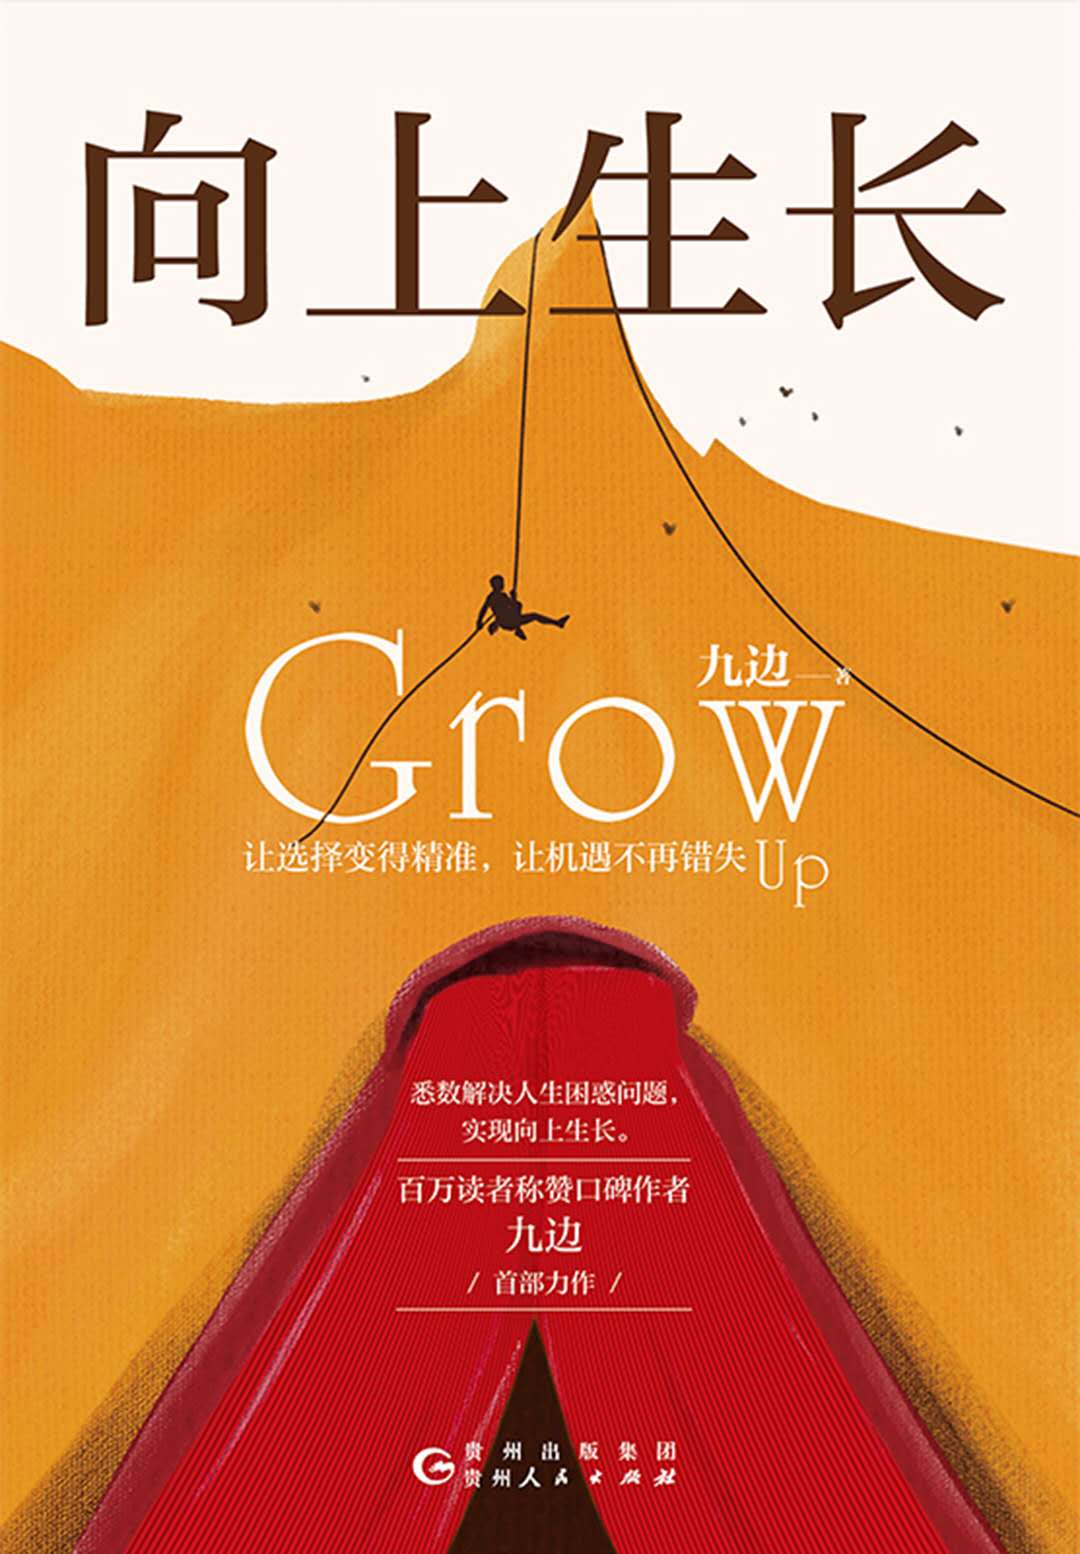 向上生长
九边——著
Grow
让选择变得精准，让机遇不再错失
Up
悉数解决人生困惑问题，
实现向上生长。
百万读者称赞口碑作者
九边
/ 首部力作 /
贵州出版集团
贵州人民出版社